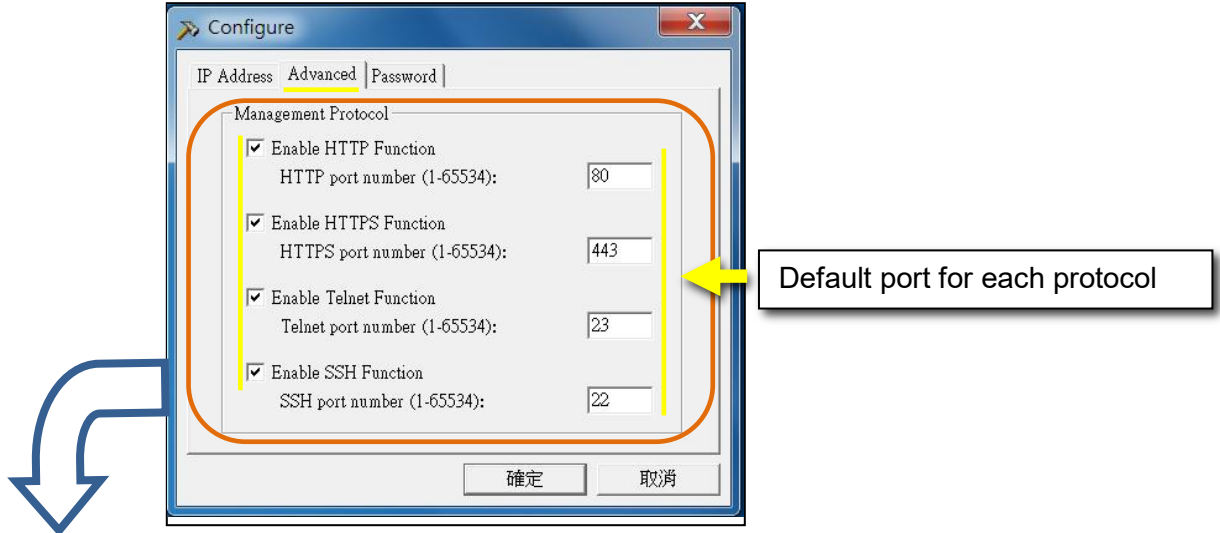 Configure
IP Address Advanced Password
Management Protocol
Enable HTTP Function
HTTP port number (1-65534): 80
Enable HTTPS Function
HTTPS port number (1-65534): 443
Default port for each protocol
Enable Telnet Function
Telnet port number (1-65534): 23
Enable SSH Function
SSH port number (1-65534): 22
確定 取消